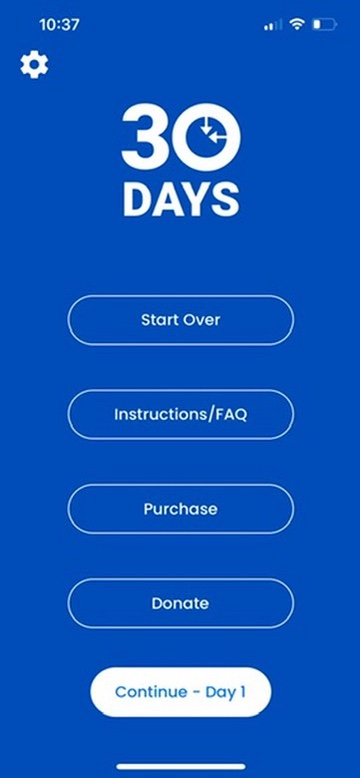 10:37
30
DAYS
Start Over
Instructions/FAQ
Purchase
Donate
Continue - Day 1